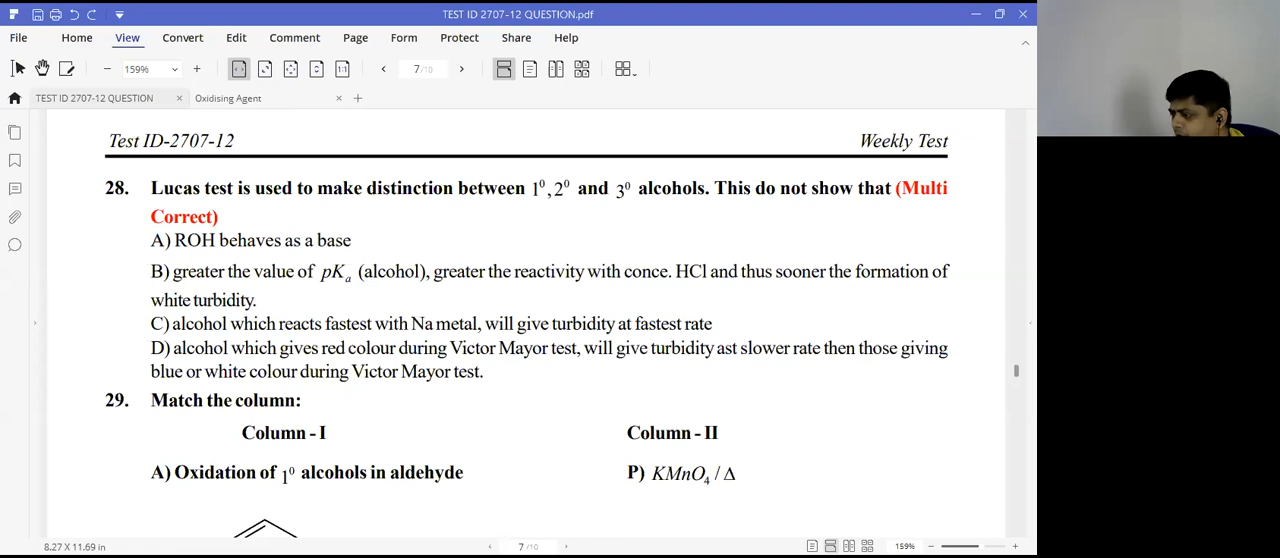 TEST ID 2707-12 QUESTION.pdf
File Home View Convert Edit Comment Page Form Protect Share Help
159% 7/10
TEST ID 2707-12 QUESTION × Oxidising Agent × +
Test ID-2707-12 Weekly Test
28. Lucas test is used to make distinction between 1⁰, 2⁰ and 3⁰ alcohols. This do not show that (Multi
Correct)
A) ROH behaves as a base
B) greater the value of pKₐ (alcohol), greater the reactivity with conce. HCl and thus sooner the formation of
white turbidity.
C) alcohol which reacts fastest with Na metal, will give turbidity at fastest rate
D) alcohol which gives red colour during Victor Mayor test, will give turbidity ast slower rate then those giving
blue or white colour during Victor Mayor test.
29. Match the column:
Column - I Column - II
A) Oxidation of 1⁰ alcohols in aldehyde P) KMnO₄ / Δ
8.27 X 11.69 in 7/10 159%